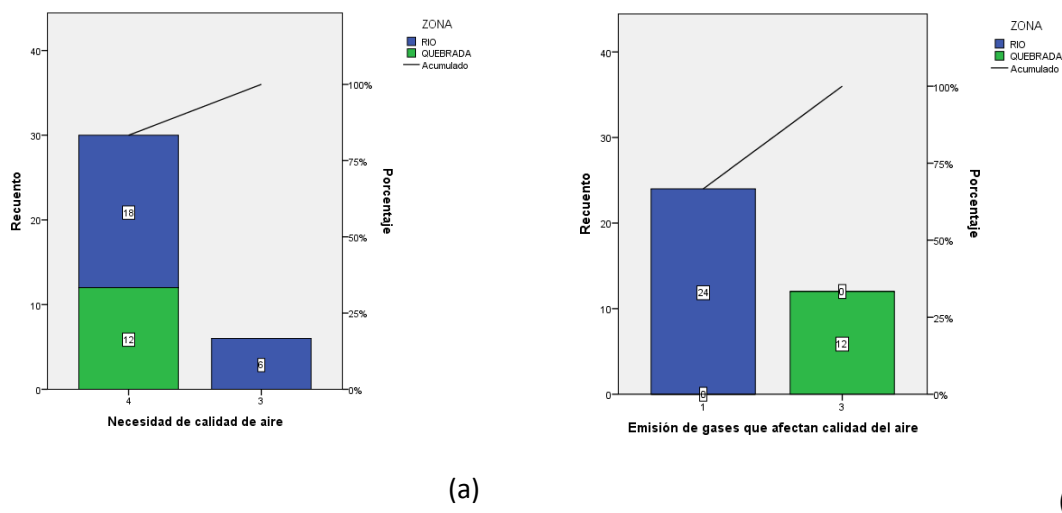 ZONA
RIO
QUEBRADA
Acumulado
40
30
20
10
0
Recuento
100%
75%
50%
25%
0%
Porcentaje
18
12
6
4
3
Necesidad de calidad de aire
(a)
ZONA
RIO
QUEBRADA
Acumulado
40
30
20
10
0
Recuento
100%
75%
50%
25%
0%
Porcentaje
24
0
0
12
1
3
Emisión de gases que afectan calidad del aire
(